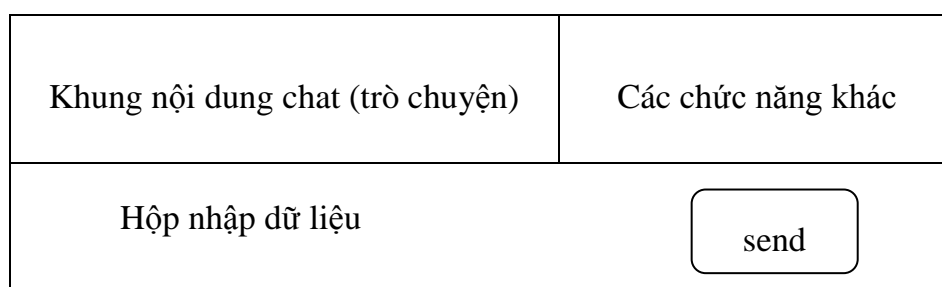 Khung nội dung chat (trò chuyện)
Các chức năng khác
Hộp nhập dữ liệu
send